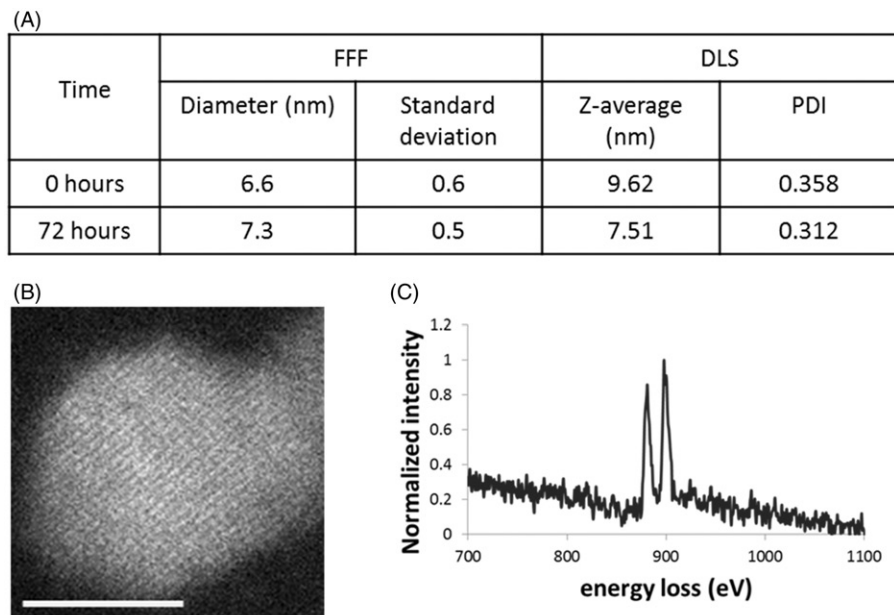 (A)
Time FFF DLS
Diameter (nm) Standard deviation Z-average (nm) PDI
0 hours 6.6 0.6 9.62 0.358
72 hours 7.3 0.5 7.51 0.312
(B)
(C)
Normalized intensity
1.2
1
0.8
0.6
0.4
0.2
0
700 800 900 1000 1100
energy loss (eV)